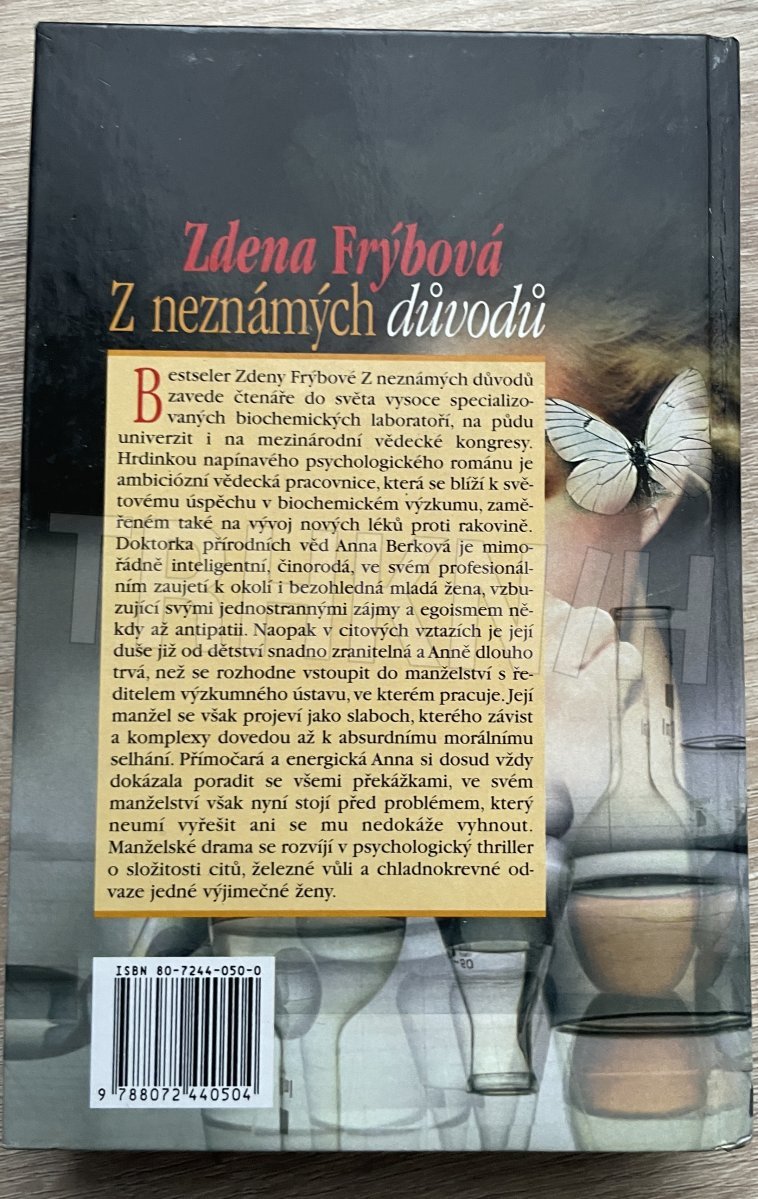 Zdena Frýbová
Z neznámých důvodů
Bestseler Zdeny Frýbové Z neznámých důvodů
zavede čtenáře do světa vysoce specializo-
vaných biochemických laboratoří, na půdu
univerzit i na mezinárodní vědecké kongresy.
Hrdinkou napínavého psychologického románu je
ambiciózní vědecká pracovnice, která se blíží k svě-
tovému úspěchu v biochemickém výzkumu, zamě-
řeném také na vývoj nových léků proti rakovině.
Doktorka přírodních věd Anna Berková je mimo-
řádně inteligentní, činorodá, ve svém profesionál-
ním zaujetí k okolí i bezohledná mladá žena, vzbu-
zující svými jednostrannými zájmy a egoismem ně-
kdy až antipatii. Naopak v citových vztazích je její
duše již od dětství snadno zranitelná a Anně dlouho
trvá, než se rozhodne vstoupit do manželství s ře-
ditelem výzkumného ústavu, ve kterém pracuje. Její
manžel se však projeví jako slaboch, kterého závist
a komplexy dovedou až k absurdnímu morálnímu
selhání. Přímočará a energická Anna si dosud vždy
dokázala poradit se všemi překážkami, ve svém
manželství však nyní stojí před problémem, který
neumí vyřešit ani se mu nedokáže vyhnout.
Manželské drama se rozvíjí v psychologický thriller
o složitosti citů, železné vůli a chladnokrevné od-
vaze jedné výjimečné ženy.
ISBN 80-7244-050-0
9 788072 440504